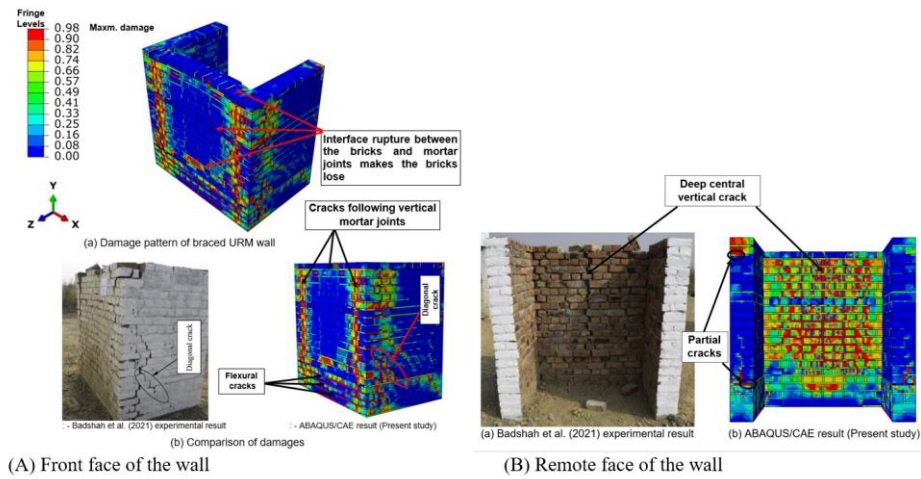 Fringe
Levels
Maxm. damage
0.98
0.90
0.82
0.74
0.66
0.57
0.49
0.41
0.33
0.24
0.16
0.08
0.00
Y
Z
X
Interface rupture between
the bricks and mortar
joints makes the bricks
lose
(a) Damage pattern of braced URM wall
Cracks following vertical
mortar joints
Diagonal crack
Diagonal
crack
Flexural
cracks
: - Badshah et al. (2021) experimental result
: - ABAQUS/CAE result (Present study)
(b) Comparison of damages
(A) Front face of the wall
Deep central
vertical crack
Partial
cracks
(a) Badshah et al. (2021) experimental result
(b) ABAQUS/CAE result (Present study)
(B) Remote face of the wall